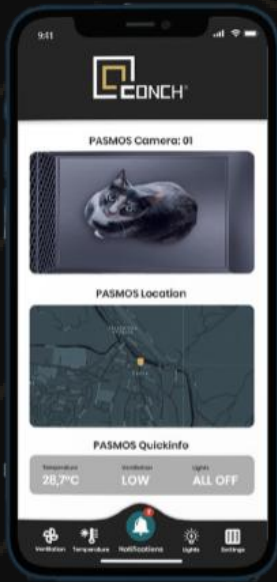 9:41
CONCH®
PASMOS Camera: 01
PASMOS Location
PASMOS Quickinfo
Temperature Ventilation Lights
28,7°C LOW ALL OFF
Ventilation Temperature Notifications Lights Settings